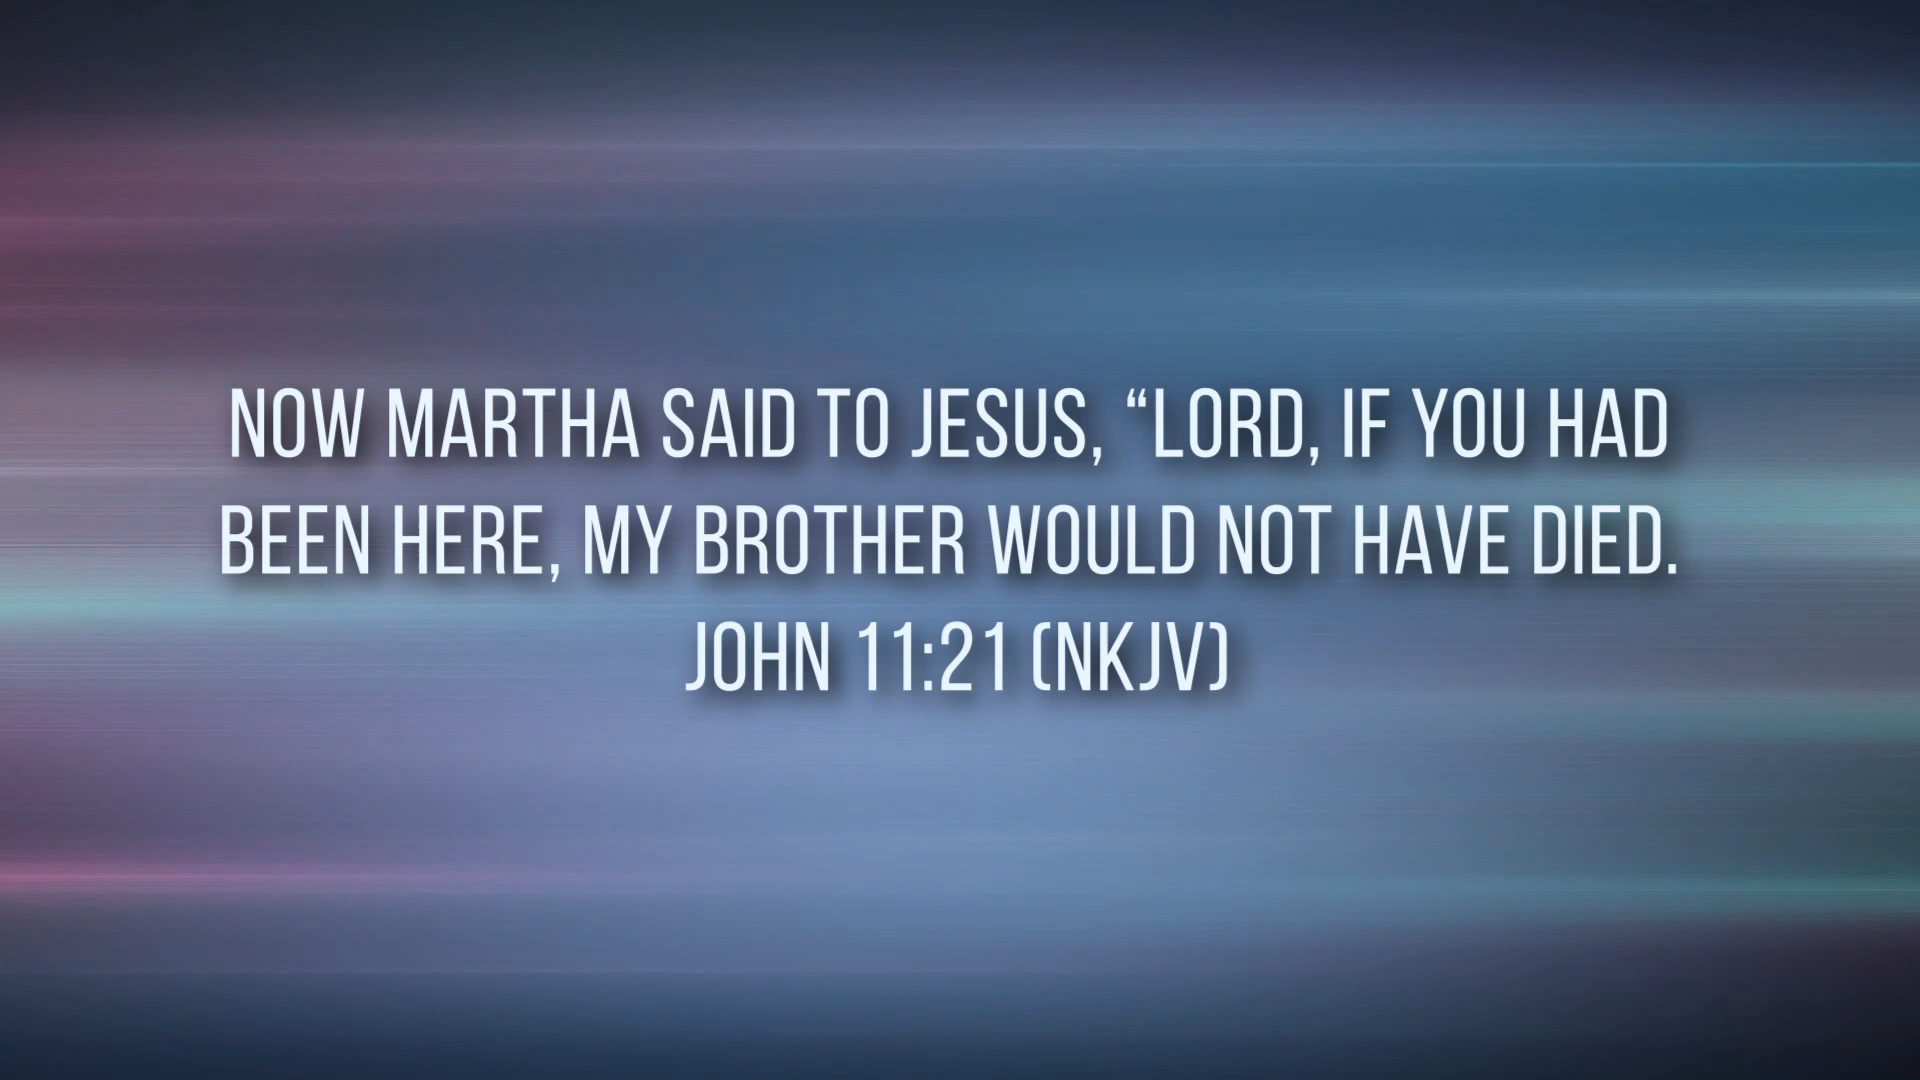 NOW MARTHA SAID TO JESUS, “LORD, IF YOU HAD
BEEN HERE, MY BROTHER WOULD NOT HAVE DIED.
JOHN 11:21 (NKJV)